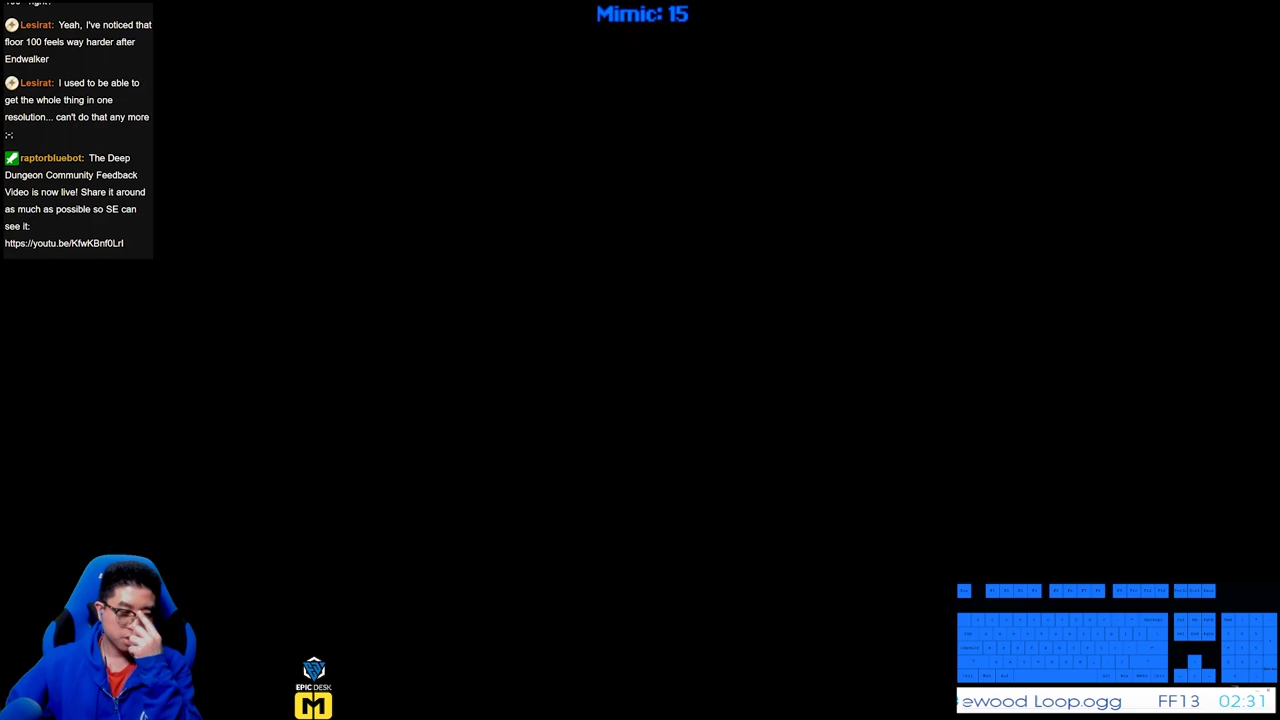 Mimic: 15
Lesirat: Yeah, I've noticed that
floor 100 feels way harder after
Endwalker
Lesirat: I used to be able to
get the whole thing in one
resolution... can't do that any more
;-;
raptorbluebot: The Deep
Dungeon Community Feedback
Video is now live! Share it around
as much as possible so SE can
see it:
https://youtu.be/KfwKBnf0LrI
EPIC DESK
M
ewood Loop.ogg FF13 02:31